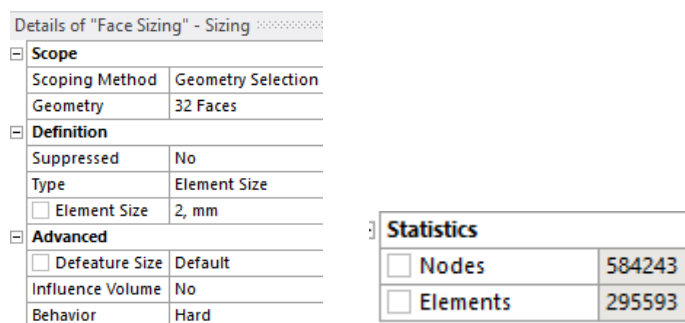 Details of "Face Sizing" - Sizing
Scope
Scoping Method Geometry Selection
Geometry 32 Faces
Definition
Suppressed No
Type Element Size
Element Size 2, mm
Advanced
Defeature Size Default
Influence Volume No
Behavior Hard
Statistics
Nodes 584243
Elements 295593